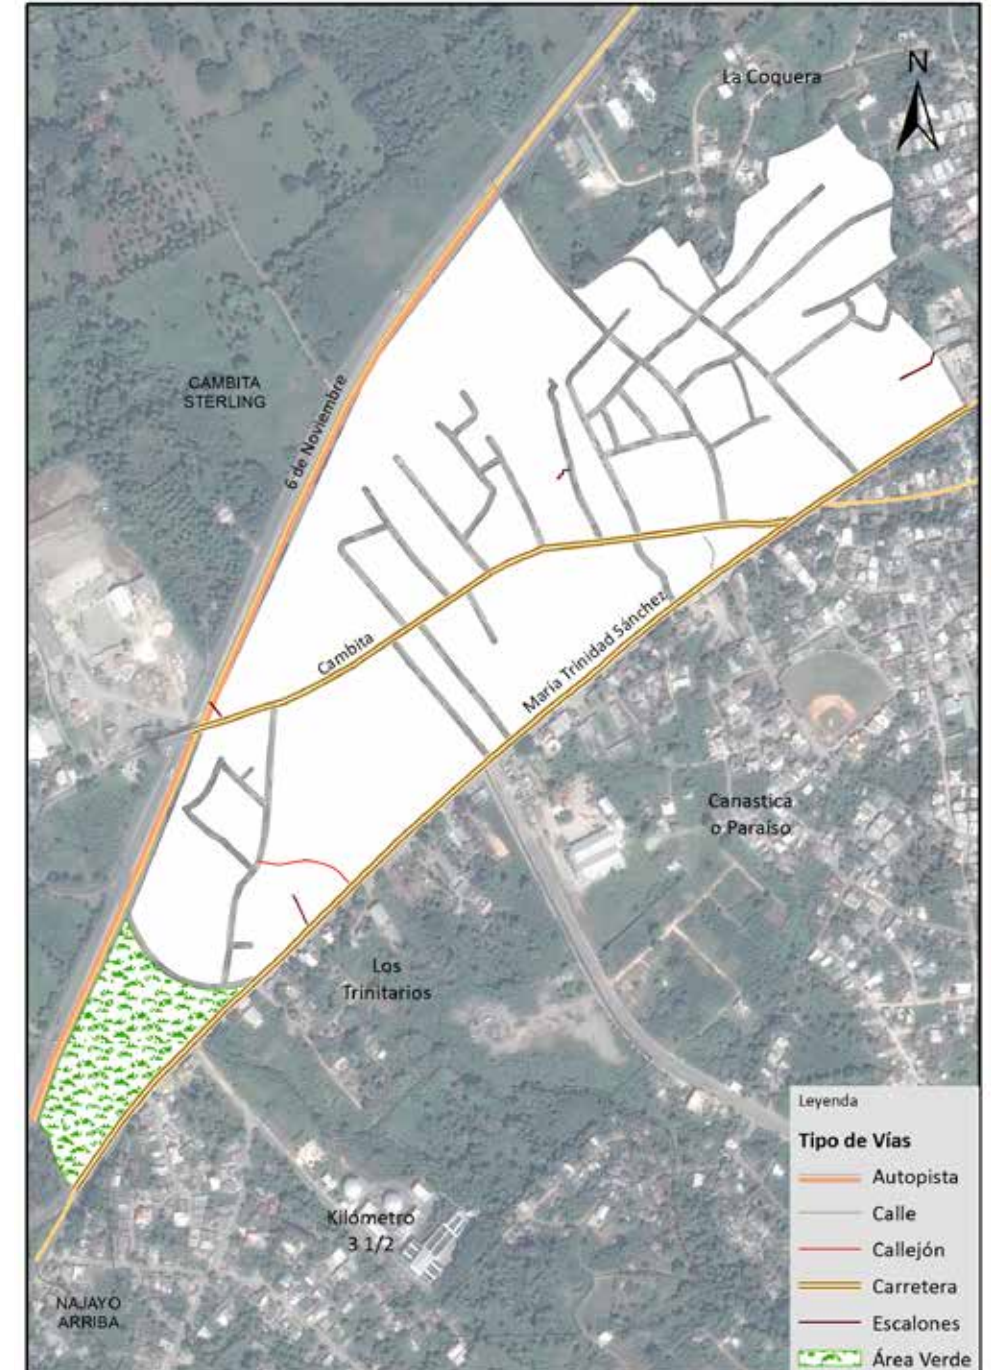 La Coquera
N
CAMBITA
STERLING
6 de Noviembre
Cambita
María Trinidad Sánchez
Canastica
o Paraíso
Los
Trinitarios
Kilómetro
3 1/2
NAJAYO
ARRIBA
Leyenda
Tipo de Vías
Autopista
Calle
Callejón
Carretera
Escalones
Área Verde